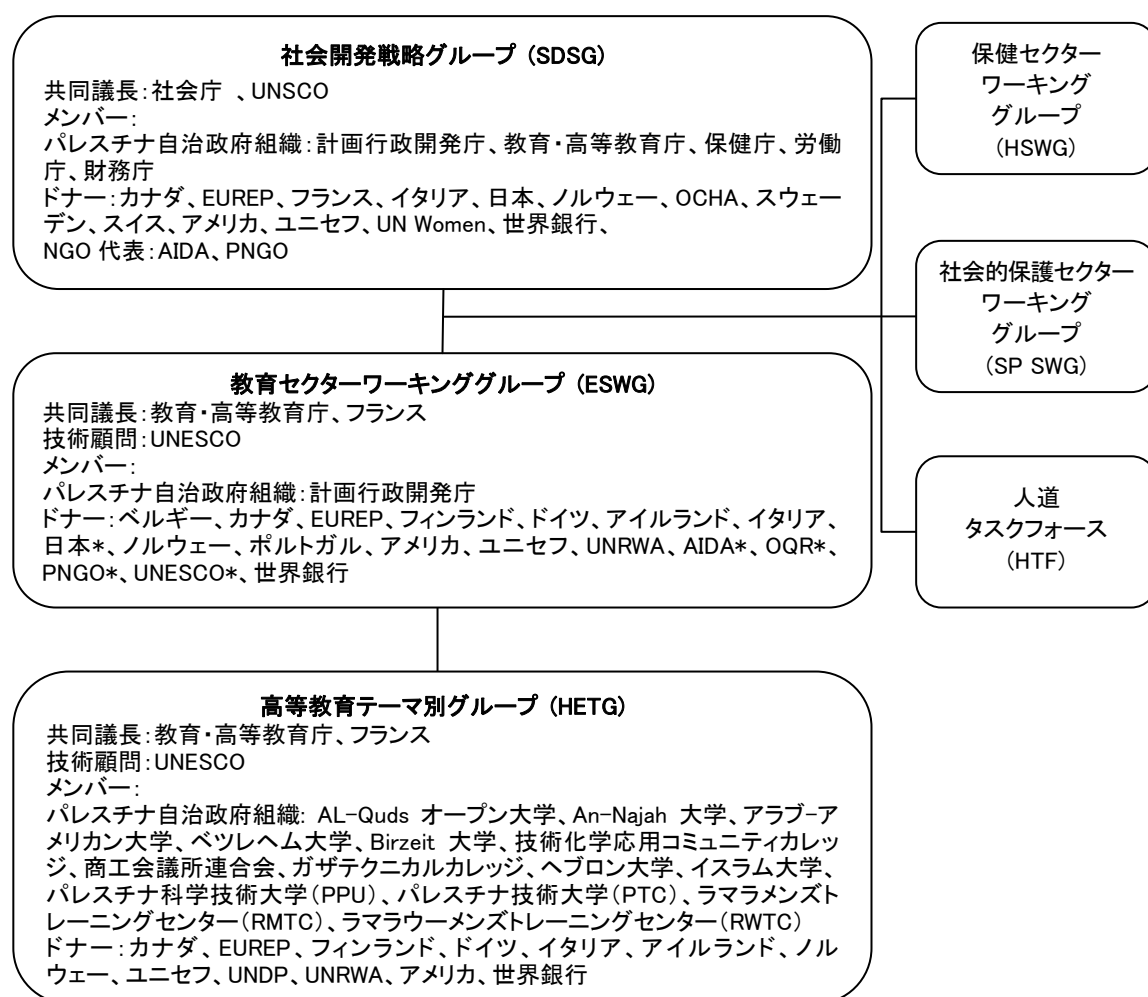 社会開発戦略グループ (SDSG)
共同議長：社会庁 、UNSCO
メンバー：
パレスチナ自治政府組織：計画行政開発庁、教育・高等教育庁、保健庁、労働
庁、財務庁
ドナー：カナダ、EUREP、フランス、イタリア、日本、ノルウェー、OCHA、スウェー
デン、スイス、アメリカ、ユニセフ、UN Women、世界銀行、
NGO 代表：AIDA、PNGO
保健セクター
ワーキング
グループ
(HSWG)
社会的保護セクター
ワーキング
グループ
(SP SWG)
教育セクターワーキンググループ (ESWG)
共同議長：教育・高等教育庁、フランス
技術顧問：UNESCO
メンバー：
パレスチナ自治政府組織：計画行政開発庁
ドナー：ベルギー、カナダ、EUREP、フィンランド、ドイツ、アイルランド、イタリア、
日本*、ノルウェー、ポルトガル、アメリカ、ユニセフ、UNRWA、AIDA*、OQR*、
PNGO*、UNESCO*、世界銀行
人道
タスクフォース
(HTF)
高等教育テーマ別グループ (HETG)
共同議長：教育・高等教育庁、フランス
技術顧問：UNESCO
メンバー：
パレスチナ自治政府組織: AL-Quds オープン大学、An-Najah 大学、アラブ-ア
メリカン大学、ベツレヘム大学、Birzeit 大学、技術化学応用コミュニティカレッ
ジ、商工会議所連合会、ガザテクニカルカレッジ、ヘブロン大学、イスラム大学、
パレスチナ科学技術大学(PPU)、パレスチナ技術大学(PTC)、ラマラメンズト
レーニングセンター(RMTC)、ラマラウーメンズトレーニングセンター(RWTC)
ドナー：カナダ、EUREP、フィンランド、ドイツ、イタリア、アイルランド、ノル
ウェー、ユニセフ、UNDP、UNRWA、アメリカ、世界銀行